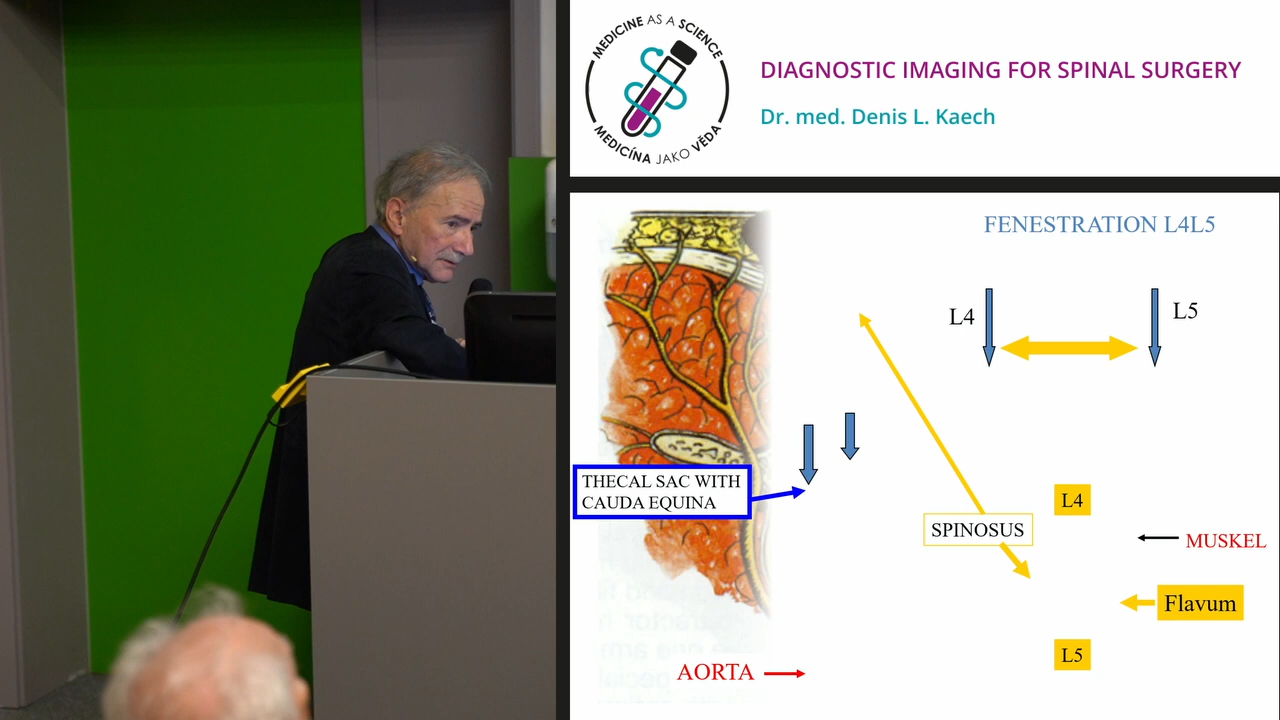 MEDICINE AS A SCIENCE
MEDICÍNA JAKO VĚDA
DIAGNOSTIC IMAGING FOR SPINAL SURGERY
Dr. med. Denis L. Kaech
FENESTRATION L4L5
L4
L5
THECAL SAC WITH
CAUDA EQUINA
L4
SPINOSUS
MUSKEL
Flavum
L5
AORTA